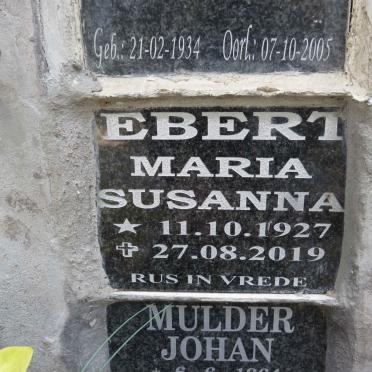 Geb.: 21-02-1934 Oorl.: 07-10-2005
EBERT
MARIA
SUSANNA
★ 11.10.1927
✝ 27.08.2019
RUS IN VREDE
MULDER
JOHAN